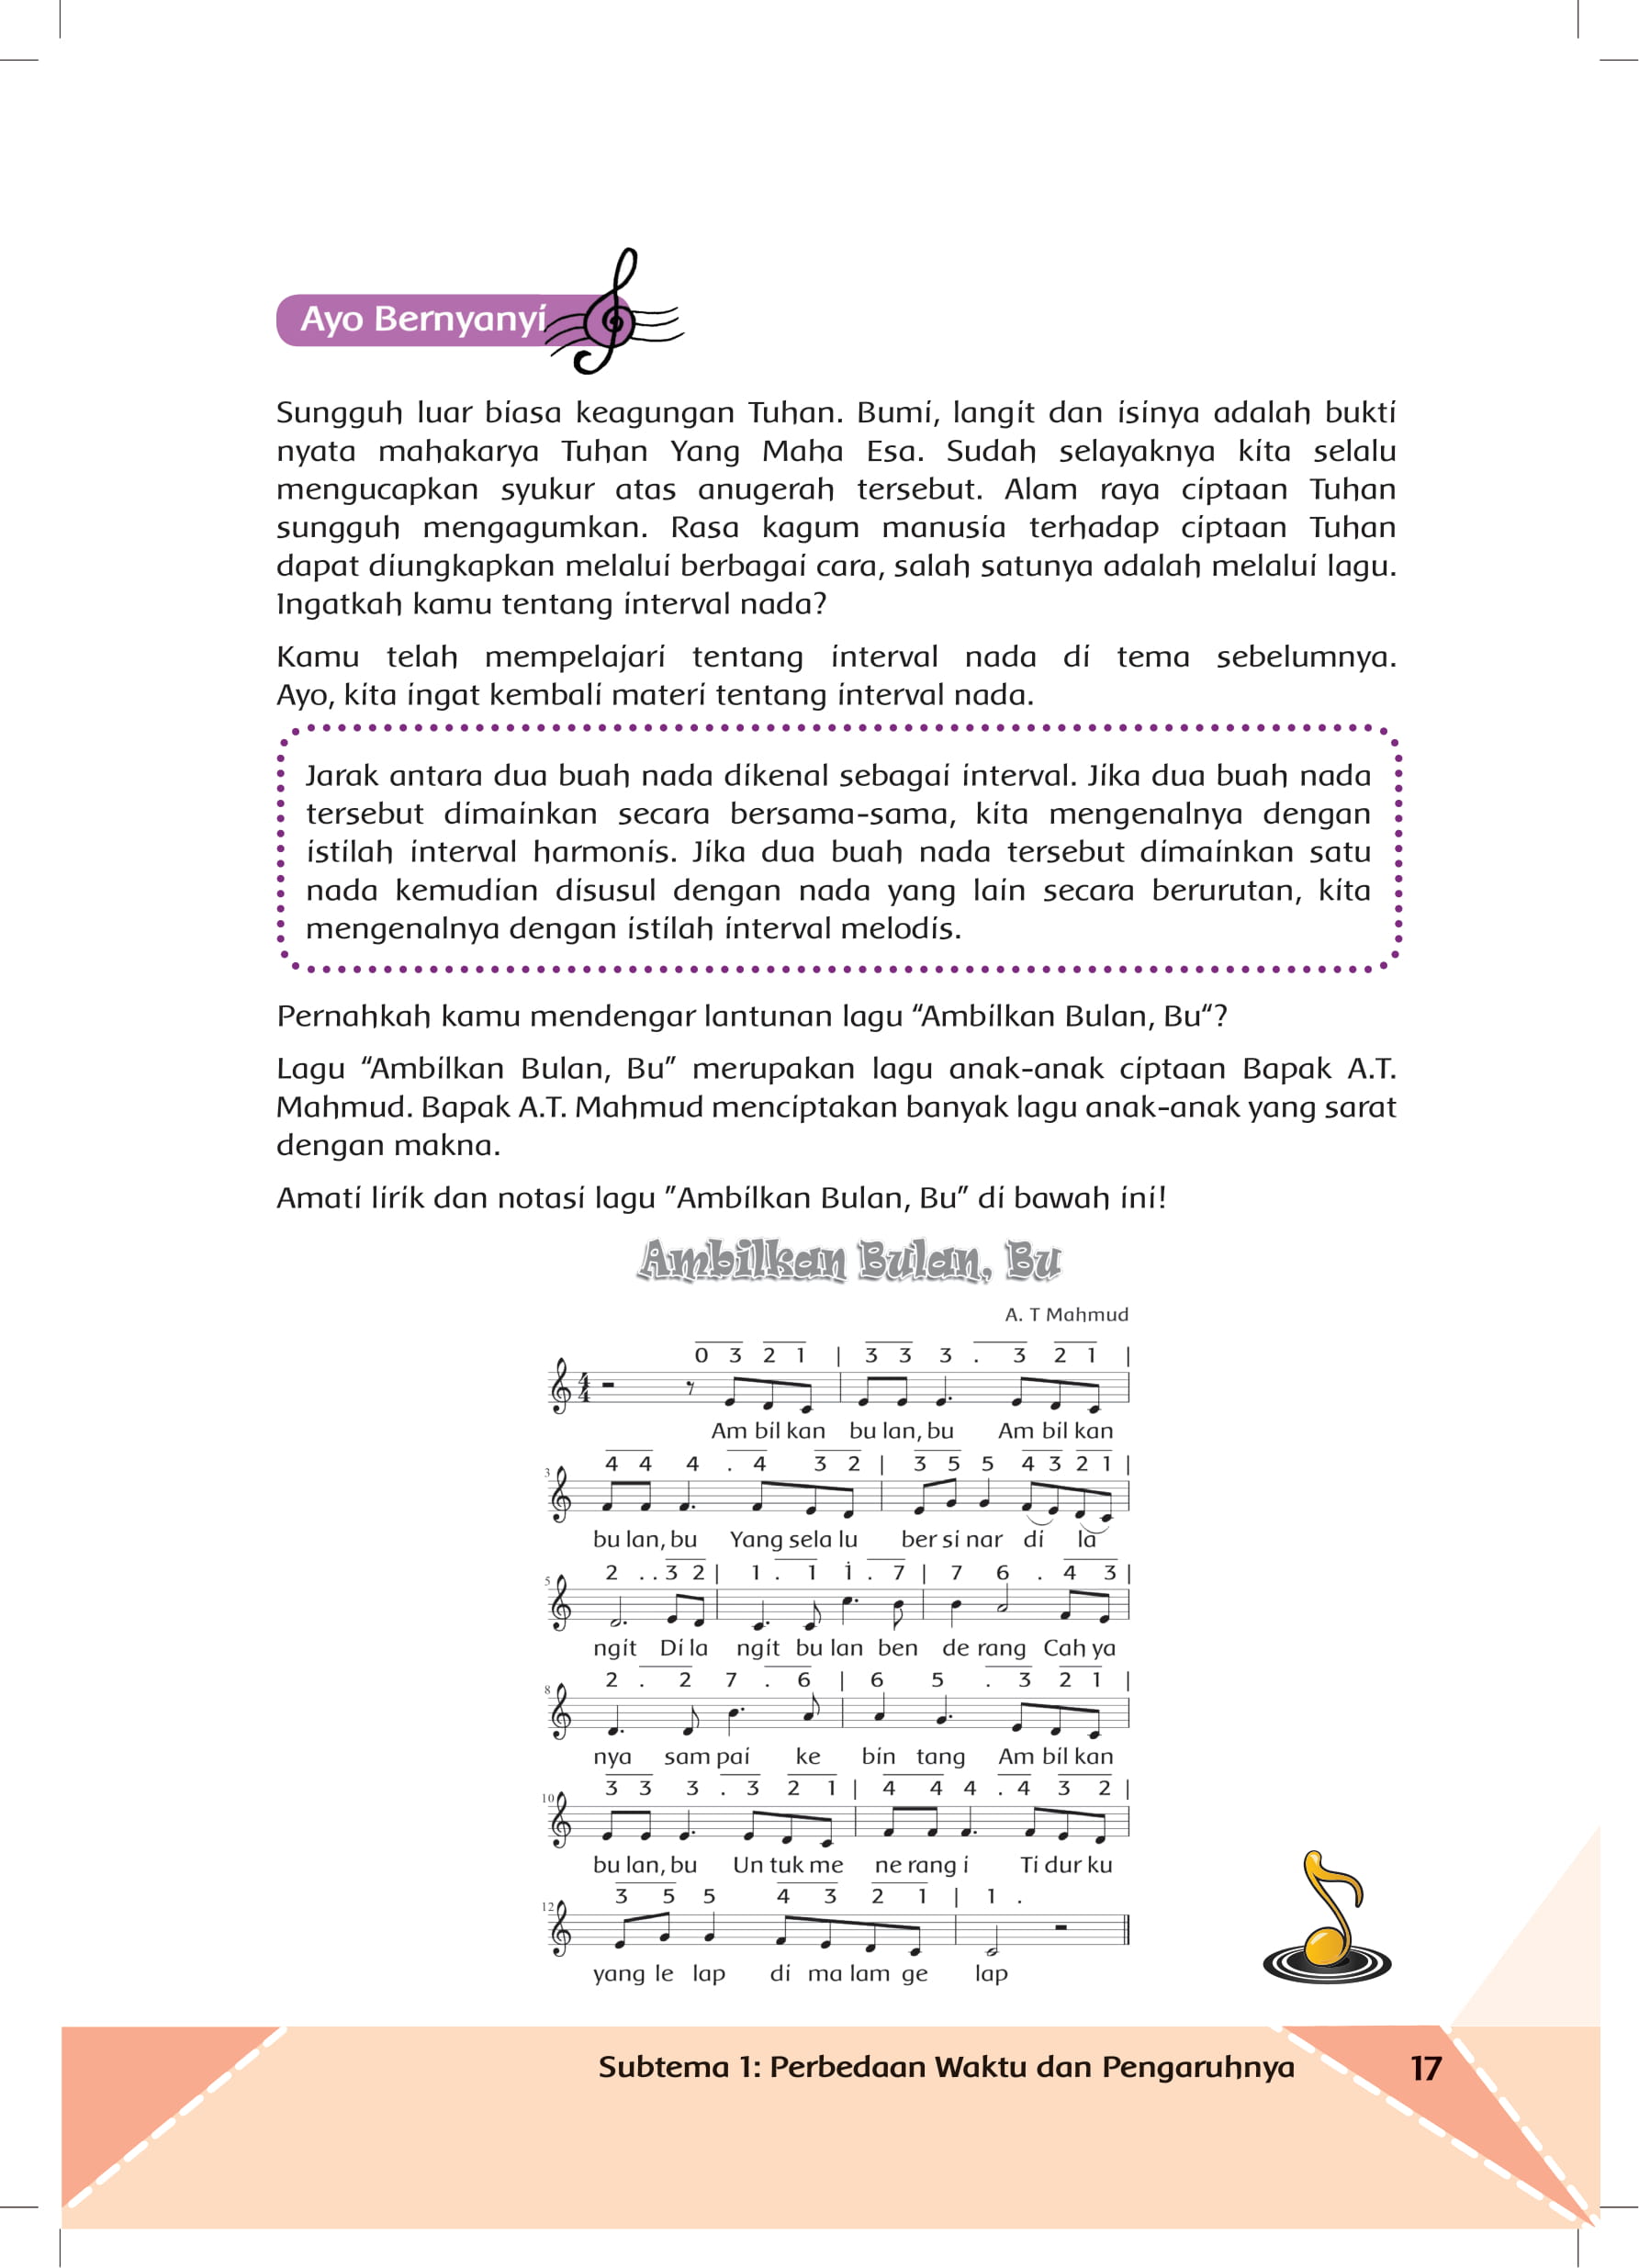 Ayo Bernyanyi
Sungguh luar biasa keagungan Tuhan. Bumi, langit dan isinya adalah bukti
nyata mahakarya Tuhan Yang Maha Esa. Sudah selayaknya kita selalu
mengucapkan syukur atas anugerah tersebut. Alam raya ciptaan Tuhan
sungguh mengagumkan. Rasa kagum manusia terhadap ciptaan Tuhan
dapat diungkapkan melalui berbagai cara, salah satunya adalah melalui lagu.
Ingatkah kamu tentang interval nada?
Kamu telah mempelajari tentang interval nada di tema sebelumnya.
Ayo, kita ingat kembali materi tentang interval nada.
Jarak antara dua buah nada dikenal sebagai interval. Jika dua buah nada
tersebut dimainkan secara bersama-sama, kita mengenalnya dengan
istilah interval harmonis. Jika dua buah nada tersebut dimainkan satu
nada kemudian disusul dengan nada yang lain secara berurutan, kita
mengenalnya dengan istilah interval melodis.
Pernahkah kamu mendengar lantunan lagu “Ambilkan Bulan, Bu“?
Lagu “Ambilkan Bulan, Bu” merupakan lagu anak-anak ciptaan Bapak A.T.
Mahmud. Bapak A.T. Mahmud menciptakan banyak lagu anak-anak yang sarat
dengan makna.
Amati lirik dan notasi lagu ”Ambilkan Bulan, Bu” di bawah ini!
Ambilkan Bulan, Bu
A. T Mahmud
0 3 2 1 | 3 3 3 . 3 2 1 |
4 4
Am bil kan bu lan, bu Am bil kan
4 4 4 . 4 3 2 | 3 5 5 4 3 2 1 |
3
bu lan, bu Yang sela lu ber si nar di la
2 . . 3 2 | 1 . 1 i . 7 | 7 6 . 4 3 |
5
ngit Di la ngit bu lan ben de rang Cah ya
2 . 2 7 . 6 | 6 5 . 3 2 1 |
8
nya sam pai ke bin tang Am bil kan
3 3 3 . 3 2 1 | 4 4 4 . 4 3 2 |
10
bu lan, bu Un tuk me ne rang i Ti dur ku
3 5 5 4 3 2 1 | 1 .
12
yang le lap di ma lam ge lap
Subtema 1: Perbedaan Waktu dan Pengaruhnya 17